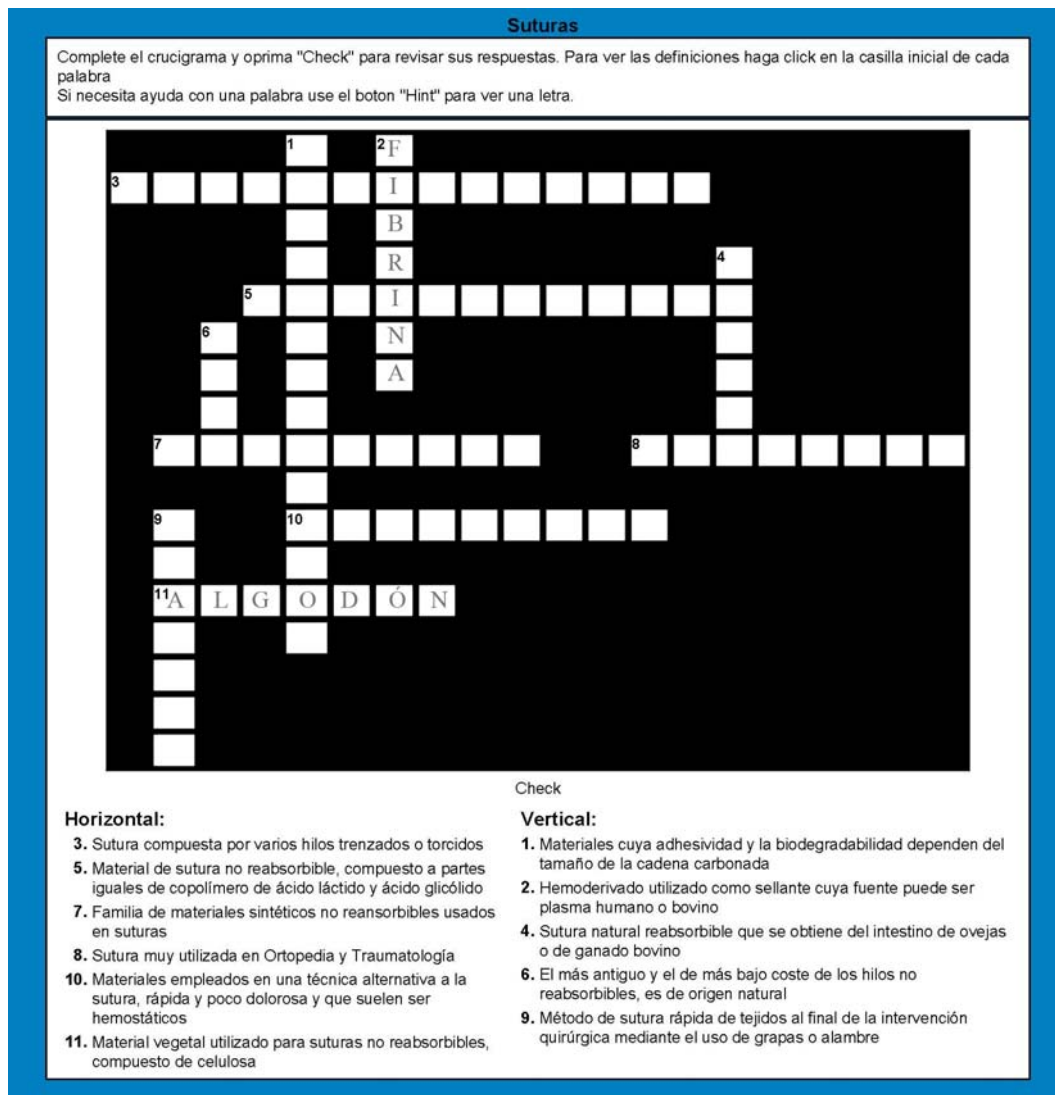 Suturas
Complete el crucigrama y oprima "Check" para revisar sus respuestas. Para ver las definiciones haga click en la casilla inicial de cada
palabra
Si necesita ayuda con una palabra use el boton "Hint" para ver una letra.
1 2 F
3 I
B
R 4
5 I
6 N
A
7 8
9 10
11 A L G O D Ó N
Check
Horizontal:
3. Sutura compuesta por varios hilos trenzados o torcidos
5. Material de sutura no reabsorbible, compuesto a partes
iguales de copolímero de ácido láctido y ácido glicólido
7. Familia de materiales sintéticos no reansorbibles usados
en suturas
8. Sutura muy utilizada en Ortopedia y Traumatología
10. Materiales empleados en una técnica alternativa a la
sutura, rápida y poco dolorosa y que suelen ser
hemostáticos
11. Material vegetal utilizado para suturas no reabsorbibles,
compuesto de celulosa
Vertical:
1. Materiales cuya adhesividad y la biodegradabilidad dependen del
tamaño de la cadena carbonada
2. Hemoderivado utilizado como sellante cuya fuente puede ser
plasma humano o bovino
4. Sutura natural reabsorbible que se obtiene del intestino de ovejas
o de ganado bovino
6. El más antiguo y el de más bajo coste de los hilos no
reabsorbibles, es de origen natural
9. Método de sutura rápida de tejidos al final de la intervención
quirúrgica mediante el uso de grapas o alambre